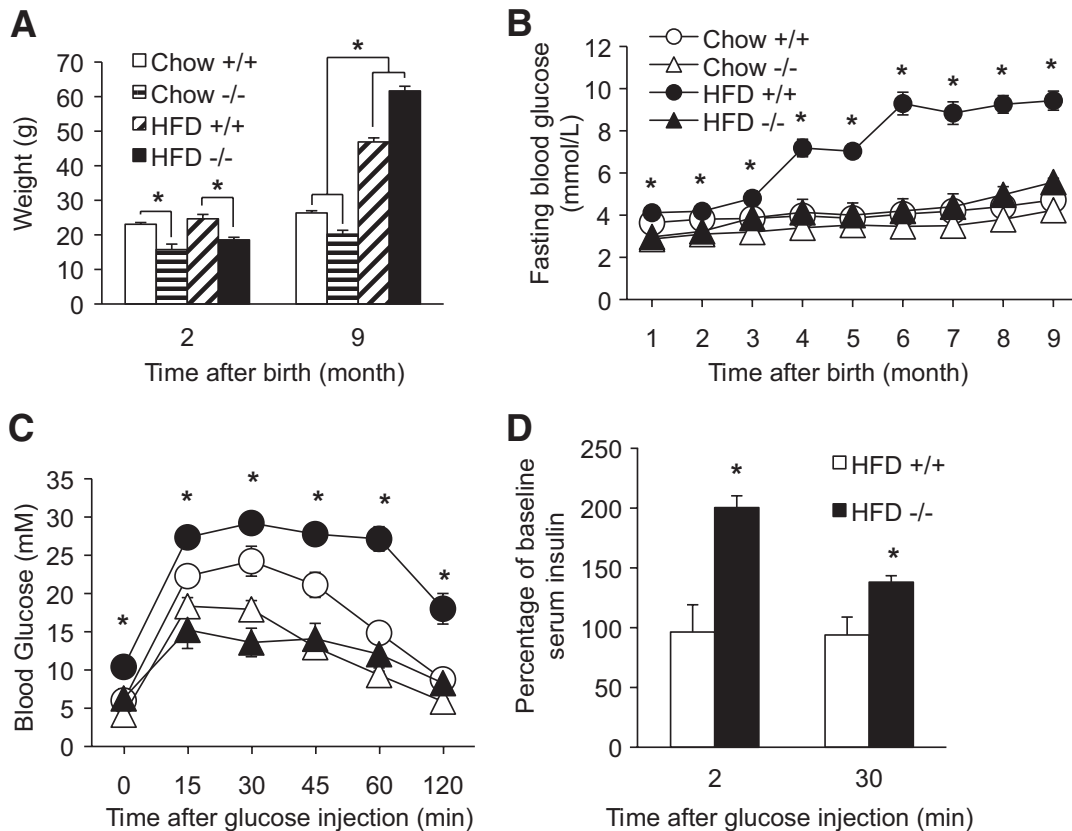 A
Chow +/+
Chow -/-
HFD +/+
HFD -/-
Weight (g)
70
60
50
40
30
20
10
0
*
*
*
2 9
Time after birth (month)
B
Chow +/+
Chow -/-
HFD +/+
HFD -/-
Fasting blood glucose
(mmol/L)
12
10
8
6
4
2
0
* * * * * * * * *
1 2 3 4 5 6 7 8 9
Time after birth (month)
C
Blood Glucose (mM)
35
30
25
20
15
10
5
0
* * * * * *
0 15 30 45 60 120
Time after glucose injection (min)
D
HFD +/+
HFD -/-
Percentage of baseline
serum insulin
250
200
150
100
50
0
* *
2 30
Time after glucose injection (min)